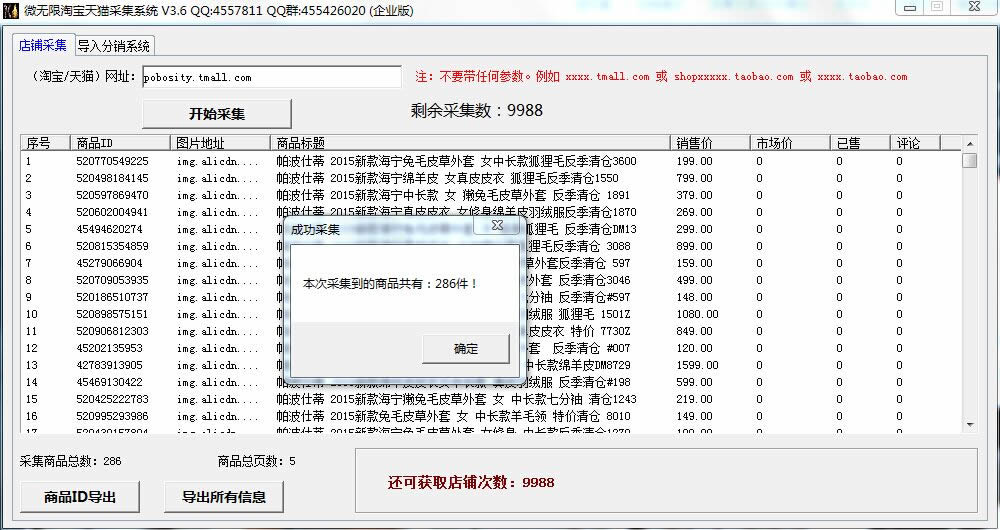 微无限淘宝天猫采集系统 V3.6 QQ:4557811 QQ群:455426020 (企业版)
店铺采集 导入分销系统
（淘宝/天猫）网址： pobosity.tmall.com 注：不要带任何参数。例如 xxxx.tmall.com 或 shopxxxxx.taobao.com 或 xxxx.taobao.com
开始采集 剩余采集数：9988
序号 商品ID 图片地址 商品标题 销售价 市场价 已售 评论
1 520770549225 img.alicdn.... 帕波仕蒂 2015新款海宁兔毛皮草外套 女中长款狐狸毛反季清仓3600 199.00 0 0 0
2 520498184145 img.alicdn.... 帕波仕蒂 2015新款海宁绵羊皮 女真皮皮衣 狐狸毛反季清仓1550 799.00 0 0 0
3 520597869470 img.alicdn.... 帕波仕蒂 2015新款海宁中长款 女 獭兔毛皮草外套 反季清仓 1891 379.00 0 0 0
4 520602004941 img.alicdn.... 帕波仕蒂 2015新款海宁真皮皮衣 女修身绵羊皮羽绒服反季清仓1870 269.00 0 0 0
5 45494620274 img.alicdn.... 狐狸毛 反季清仓DM13 299.00 0 0 0
6 520815354859 img.alicdn.... 狐狸毛 反季清仓 3088 899.00 0 0 0
7 45279066904 img.alicdn.... 草外套反季清仓 597 159.00 0 0 0
8 520709053935 img.alicdn.... 皮草外套 反季清仓3046 499.00 0 0 0
9 520186510737 img.alicdn.... 分袖 反季清仓#597 148.00 0 0 0
10 520898575151 img.alicdn.... 绒服 狐狸毛 1501Z 1080.00 0 0 0
11 520906812303 img.alicdn.... 真皮皮衣 特价 7730Z 849.00 0 0 0
12 45202135953 img.alicdn.... 外套 反季清仓 #007 120.00 0 0 0
13 42783913905 img.alicdn.... 中长款绵羊皮DM8729 1599.00 0 0 0
14 45469130422 img.alicdn.... 羽绒服 反季清仓#198 599.00 0 0 0
15 520425222783 img.alicdn.... 帕波仕蒂 2015新款海宁獭兔毛皮草外套 女 中长款七分袖 清仓1243 219.00 0 0 0
16 520995293986 img.alicdn.... 帕波仕蒂 2015新款兔毛皮草外套 女 中长款羊毛领 特价清仓 8010 149.00 0 0 0
成功采集
本次采集到的商品共有：286件！
确定
采集商品总数：286 商品总页数：5
还可获取店铺次数：9988
商品ID导出 导出所有信息